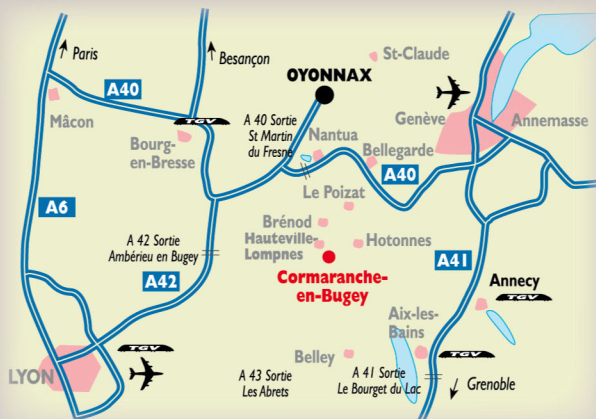 Paris
Besançon
St-Claude
OYONNAX
A40
TGV
Mâcon
Bourg-
en-Bresse
A 40 Sortie
St Martin
du Fresne
Nantua
Genève
Annemasse
Bellegarde
A40
Le Poizat
A6
Brénod
Hauteville-
Lompnes
Hotonnes
A 42 Sortie
Ambérieu en Bugey
A42
Cormaranche-
en-Bugey
A41
Annecy
TGV
Aix-les-
Bains
TGV
LYON
Belley
TGV
A 43 Sortie
Les Abrets
A 41 Sortie
Le Bourget du Lac
Grenoble